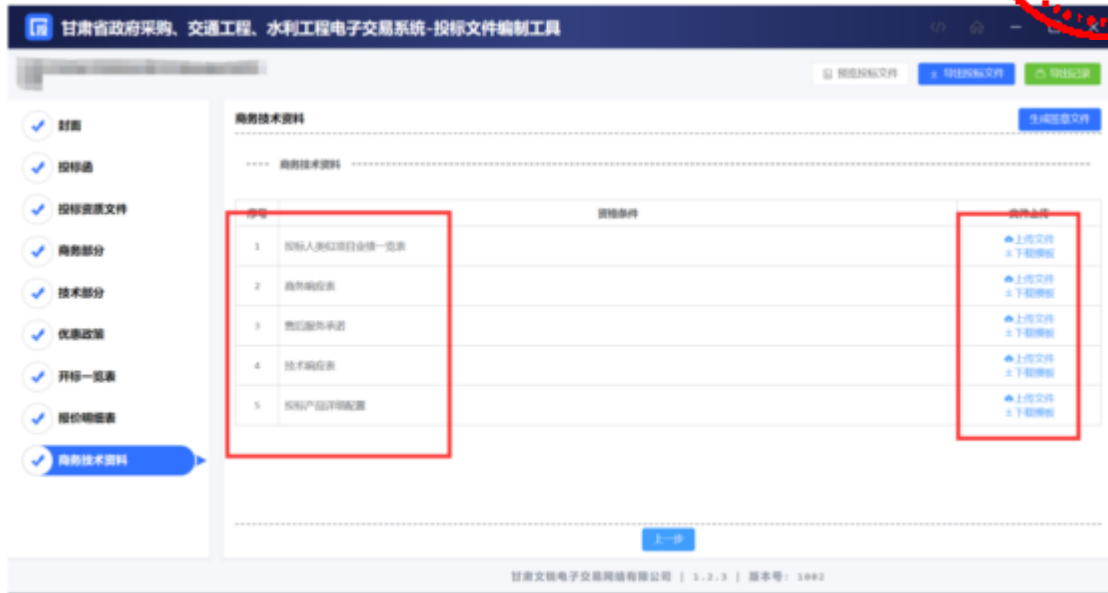 甘肃省政府采购、交通工程、水利工程电子交易系统-投标文件编制工具
预览投标文件
导出投标文件
导出记录
封面
投标函
投标资质文件
商务部分
技术部分
优惠政策
开标一览表
报价明细表
商务技术资料
商务技术资料
生成签章文件
商务技术资料
序号 资格条件 文件上传
1 投标人类似项目业绩一览表 上传文件
下载模板
2 商务响应表 上传文件
下载模板
3 售后服务承诺 上传文件
下载模板
4 技术响应表 上传文件
下载模板
5 投标产品详细配置 上传文件
下载模板
上一步
甘肃文锐电子交易网络有限公司 | 1.2.3 | 版本号: 1002